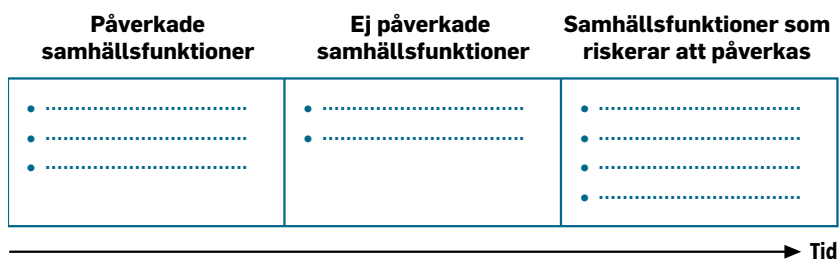 Påverkade
samhällsfunktioner
Ej påverkade
samhällsfunktioner
Samhällsfunktioner som
riskerar att påverkas
Tid